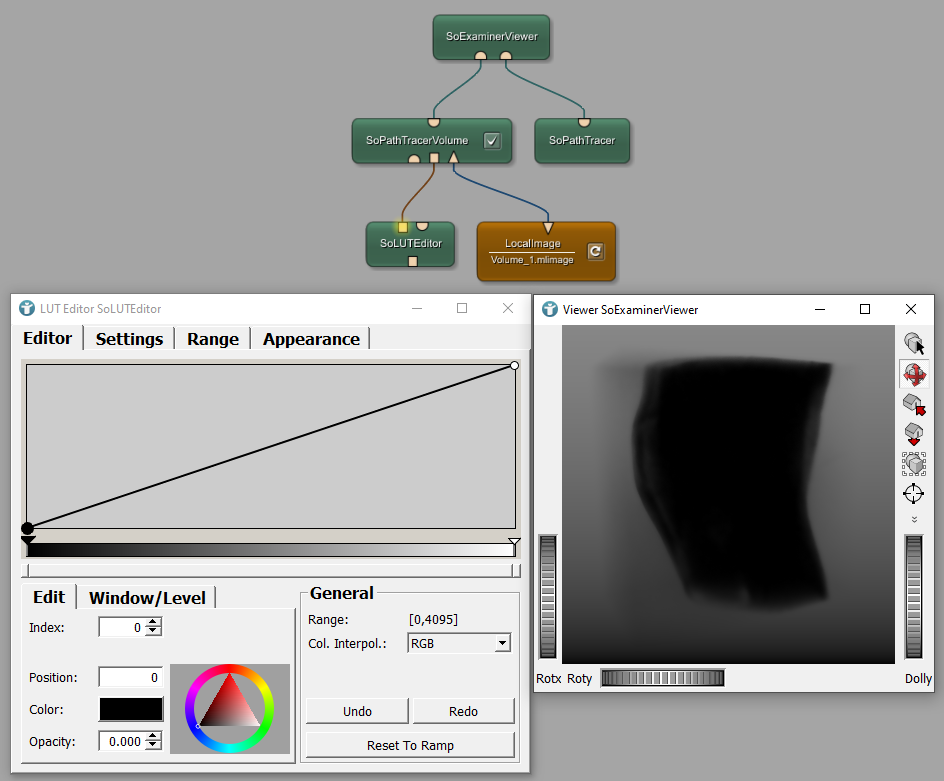 SoExaminerViewer
SoPathTracerVolume
SoPathTracer
SoLUTEditor
LocalImage
Volume_1.mlimage
LUT Editor SoLUTEditor
Editor Settings Range Appearance
Edit Window/Level
Index: 0
Position: 0
Color:
Opacity: 0.000
General
Range: [0,4095]
Col. Interpol.: RGB
Undo Redo
Reset To Ramp
Viewer SoExaminerViewer
Rotx Roty Dolly